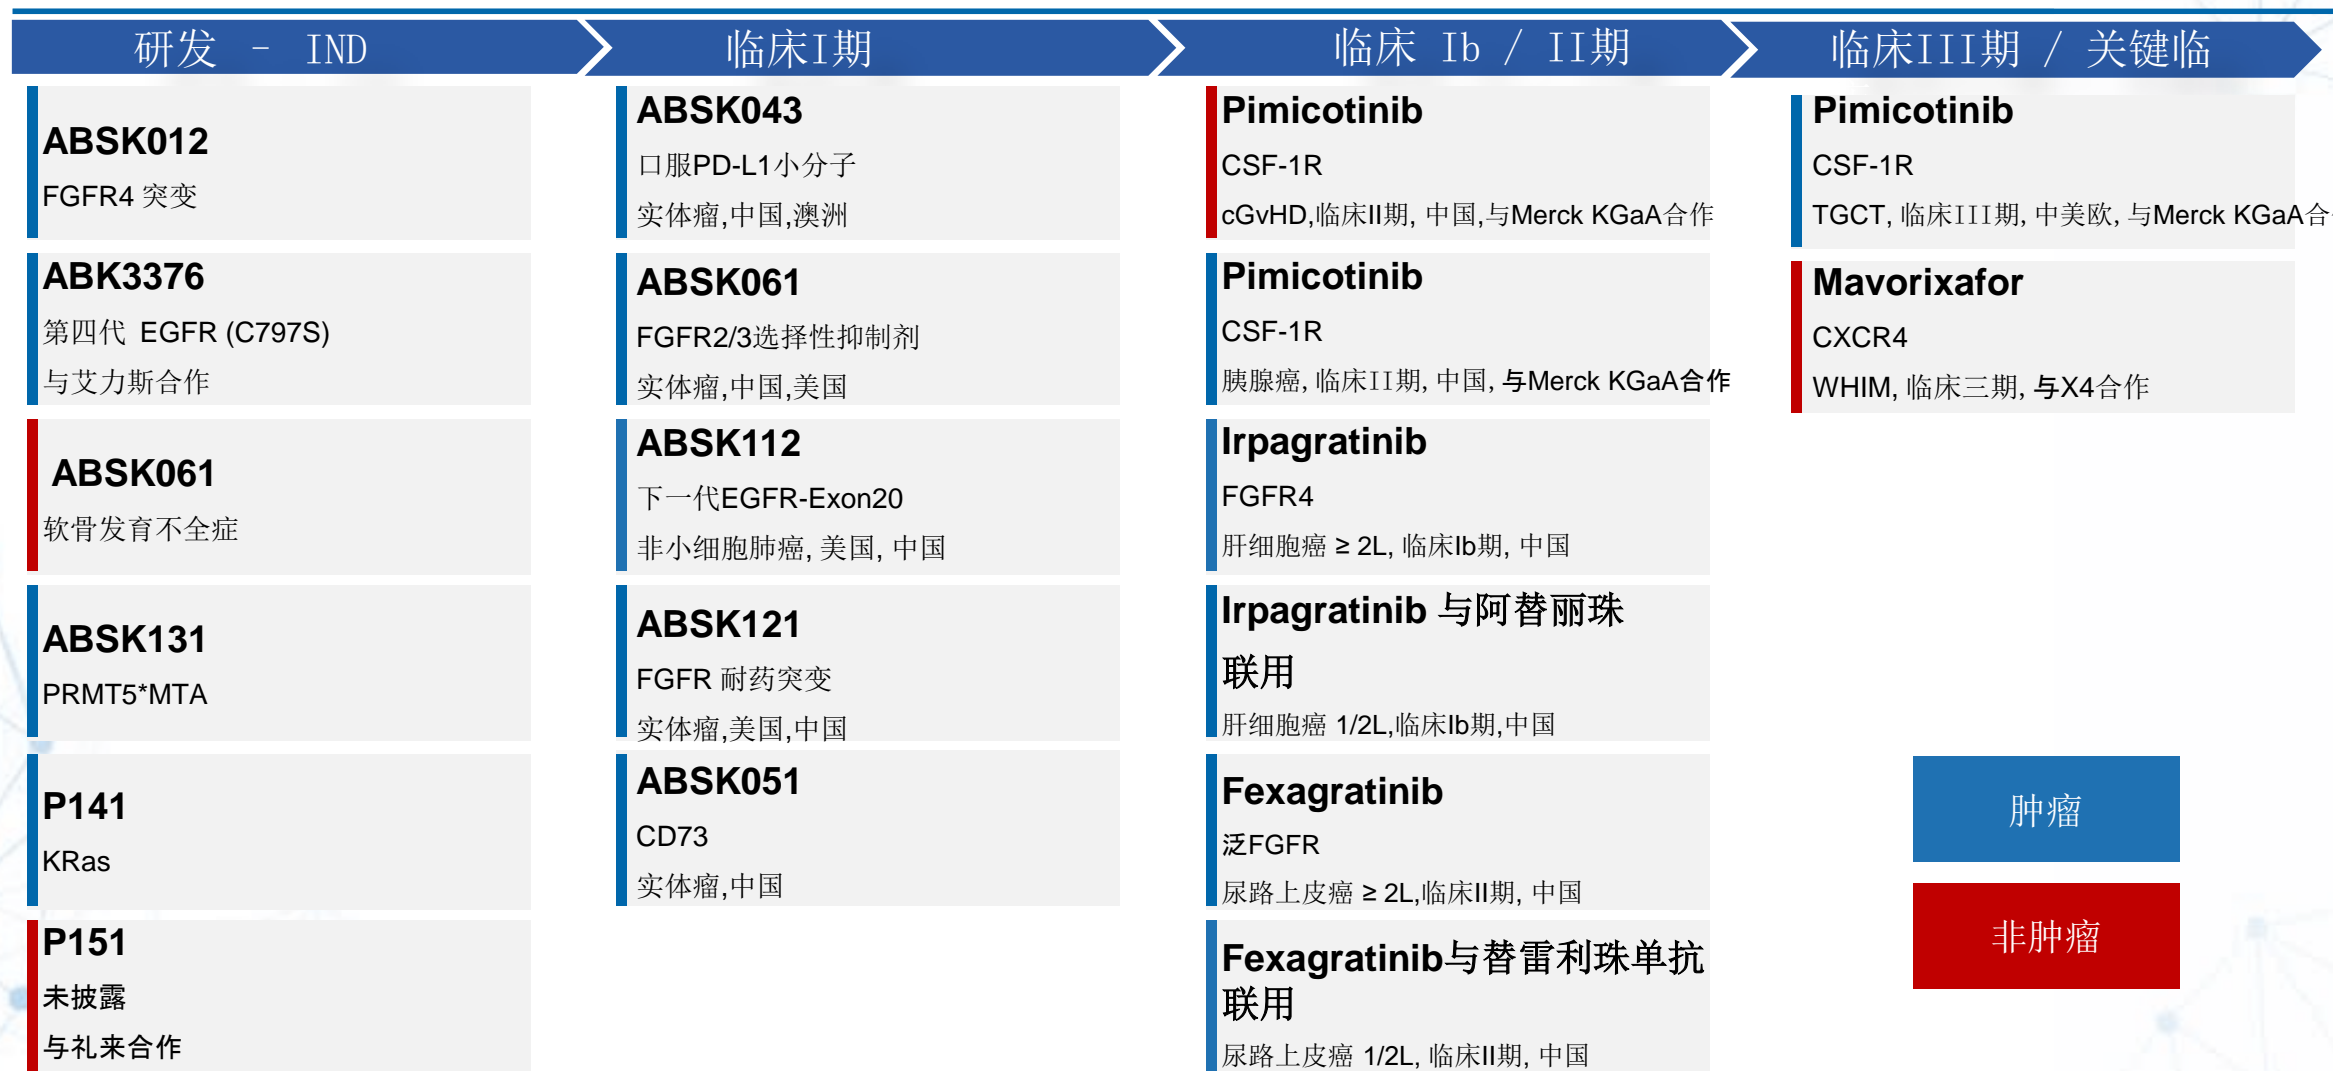 研发 - IND
临床I期
临床 Ib / II期
临床III期 / 关键临
ABSK012
FGFR4 突变
ABK3376
第四代 EGFR (C797S)
与艾力斯合作
ABSK061
软骨发育不全症
ABSK131
PRMT5*MTA
P141
KRas
P151
未披露
与礼来合作
ABSK043
口服PD-L1小分子
实体瘤,中国,澳洲
ABSK061
FGFR2/3选择性抑制剂
实体瘤,中国,美国
ABSK112
下一代EGFR-Exon20
非小细胞肺癌, 美国, 中国
ABSK121
FGFR 耐药突变
实体瘤,美国,中国
ABSK051
CD73
实体瘤,中国
Pimicotinib
CSF-1R
cGvHD,临床II期, 中国,与Merck KGaA合作
Pimicotinib
CSF-1R
胰腺癌, 临床II期, 中国, 与Merck KGaA合作
Irpagratinib
FGFR4
肝细胞癌 ≥ 2L, 临床Ib期, 中国
Irpagratinib 与阿替丽珠
联用
肝细胞癌 1/2L,临床Ib期,中国
Fexagratinib
泛FGFR
尿路上皮癌 ≥ 2L,临床II期, 中国
Fexagratinib与替雷利珠单抗
联用
尿路上皮癌 1/2L, 临床II期, 中国
Pimicotinib
CSF-1R
TGCT, 临床III期, 中美欧, 与Merck KGaA合
Mavorixafor
CXCR4
WHIM, 临床三期, 与X4合作
肿瘤
非肿瘤